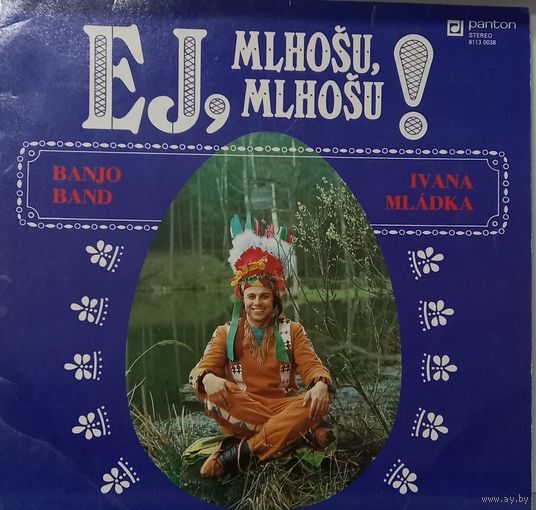 panton
STEREO
8113 0038
EJ, MLHOŠU,
MLHOŠU!
BANJO
BAND
IVANA
MLÁDKA
www.ay.by